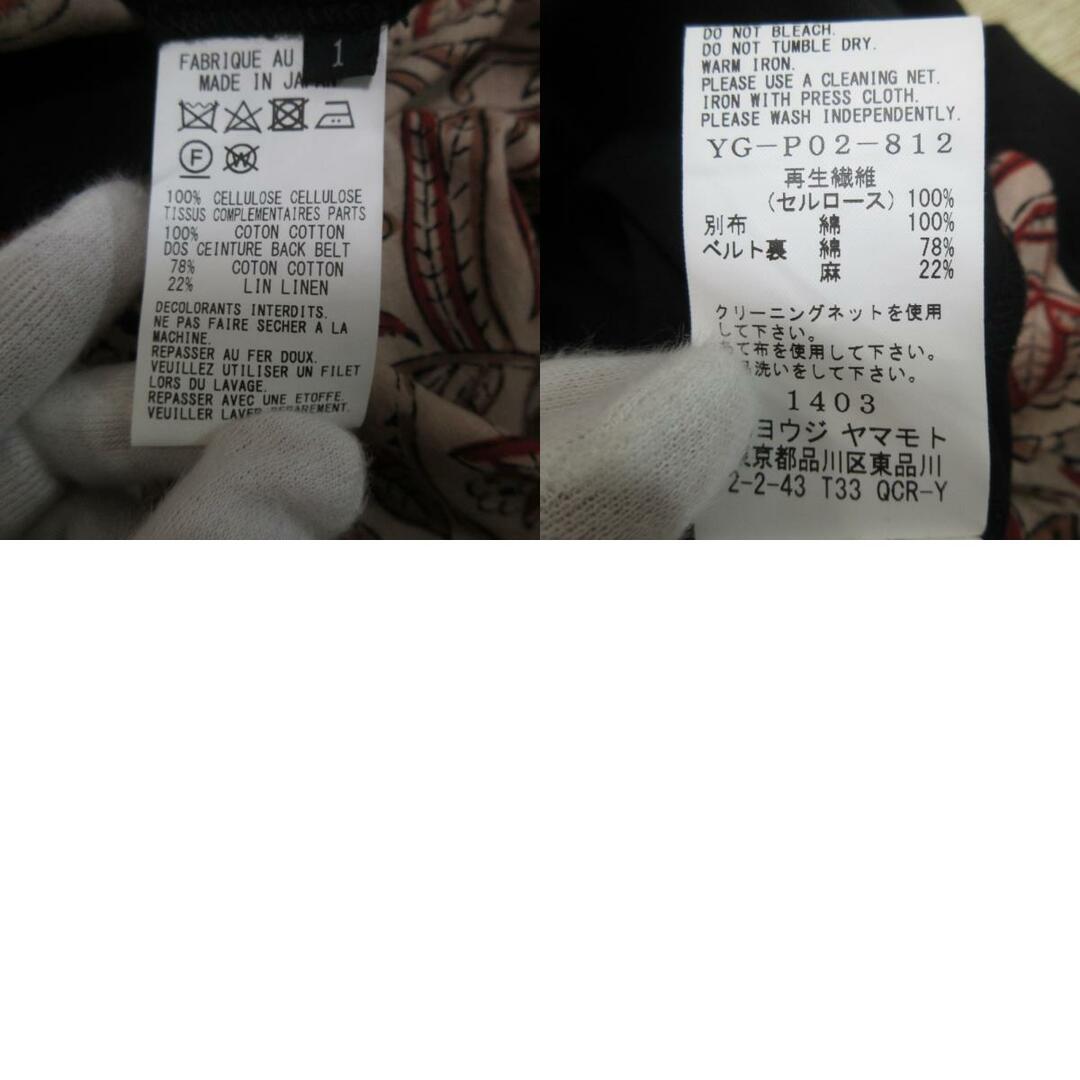 1
FABRIQUE AU
MADE IN JAPAN
F
W
100% CELLULOSE CELLULOSE
TISSUS COMPLEMENTAIRES PARTS
100% COTON COTTON
DOS CEINTURE BACK BELT
78% COTON COTTON
22% LIN LINEN
DECOLORANTS INTERDITS.
NE PAS FAIRE SECHER A LA
MACHINE.
REPASSER AU FER DOUX.
VEUILLEZ UTILISER UN FILET
LORS DU LAVAGE.
REPASSER AVEC UNE ETOFFE.
VEUILLER LAVER
DO NOT BLEACH.
DO NOT TUMBLE DRY.
WARM IRON.
PLEASE USE A CLEANING NET.
IRON WITH PRESS CLOTH.
PLEASE WASH INDEPENDENTLY.
YG-P02-812
再生繊維
(セルロース) 100%
別布 綿 100%
ベルト裏 綿 78%
麻 22%
クリーニングネットを使用
して下さい。
て布を使用して下さい。
洗いをして下さい。
1403
ヨウジ ヤマモト
京都品川区東品川
2-2-43 T33 QCR-Y